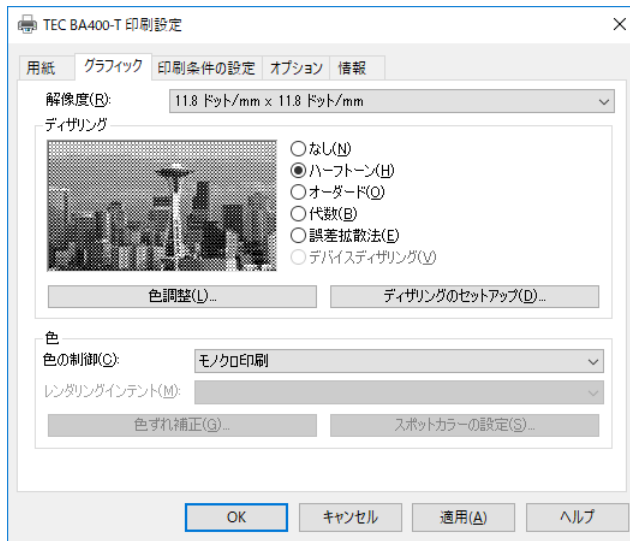 TEC BA400-T 印刷設定
用紙 グラフィック 印刷条件の設定 オプション 情報
解像度(R): 11.8 ドット/mm x 11.8 ドット/mm
ディザリング
なし(N)
ハーフトーン(H)
オーダード(O)
代数(B)
誤差拡散法(E)
デバイスディザリング(V)
色調整(L)... ディザリングのセットアップ(D)...
色
色の制御(C): モノクロ印刷
レンダリングインテント(M):
色ずれ補正(G)... スポットカラーの設定(S)...
OK キャンセル 適用(A) ヘルプ